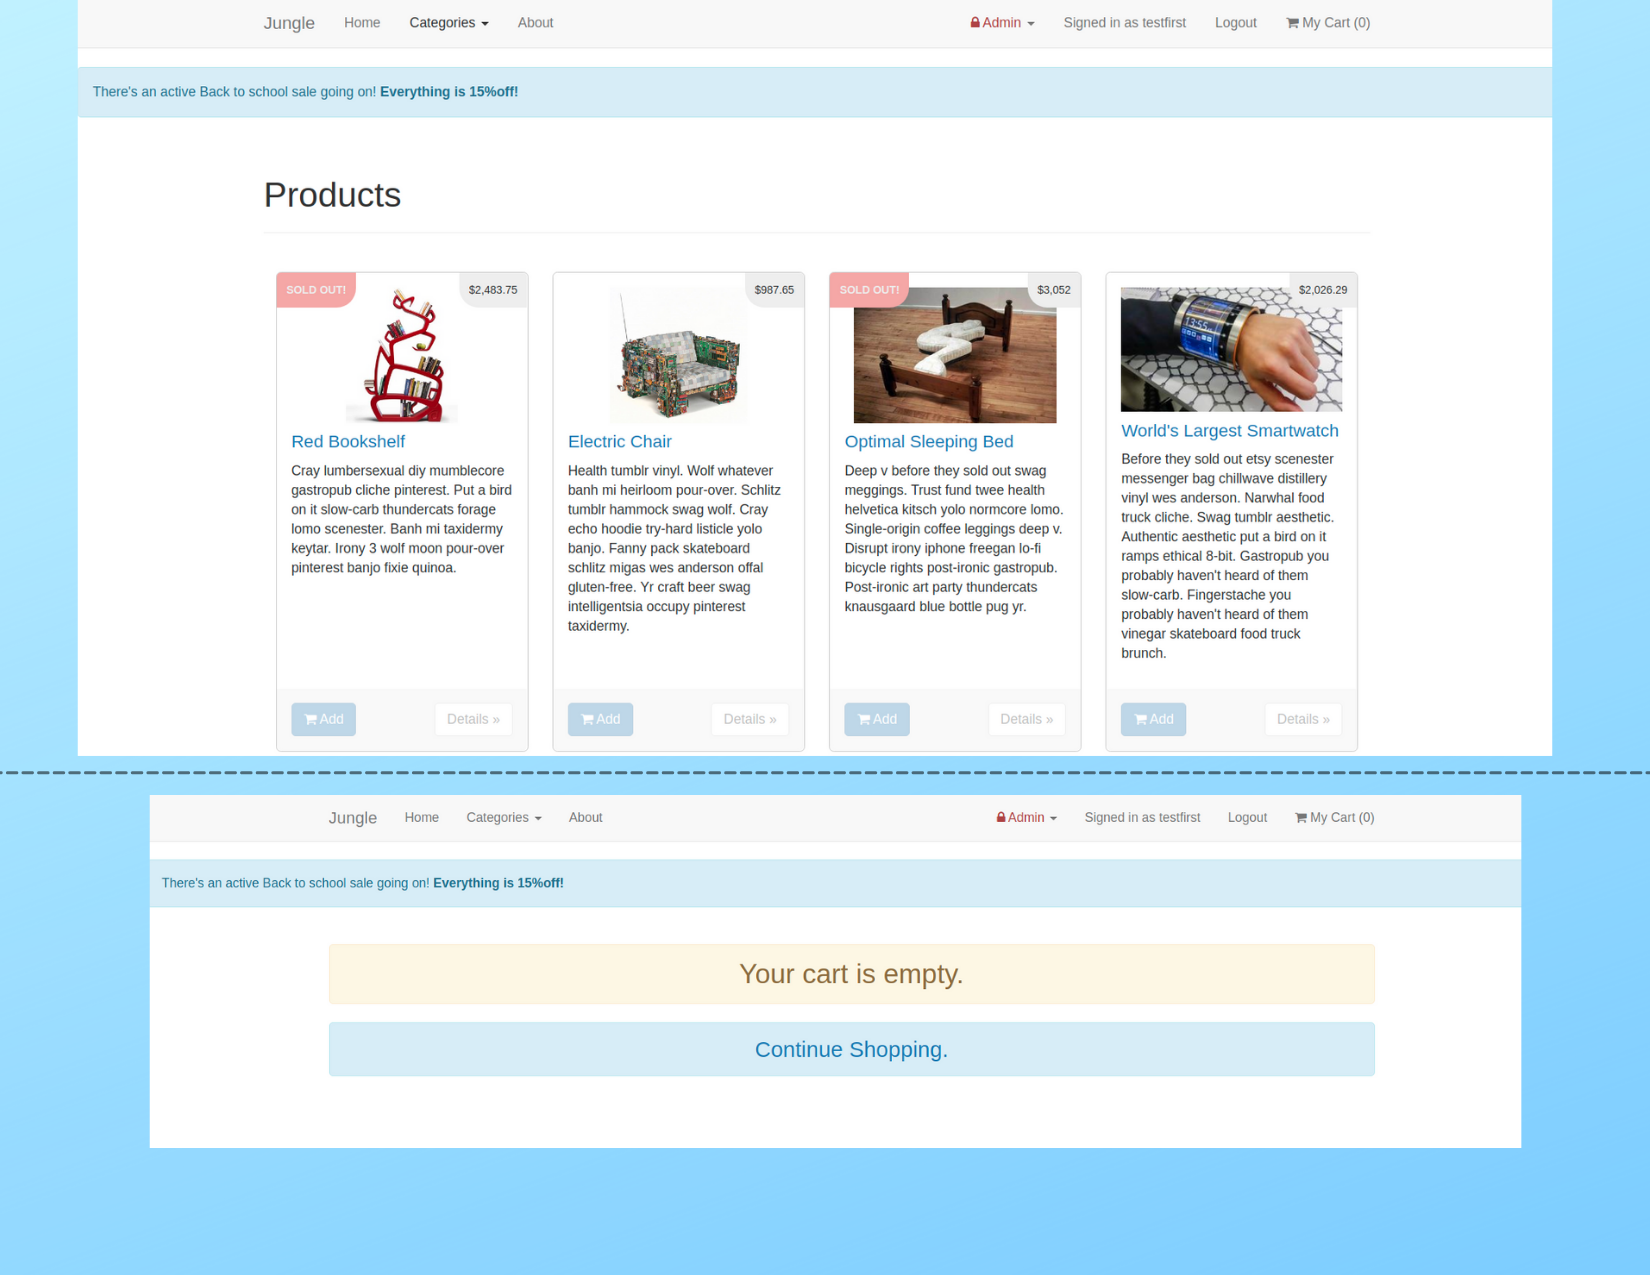 Jungle Home Categories About Admin Signed in as testfirst Logout My Cart (0)
There's an active Back to school sale going on! Everything is 15%off!
Products
SOLD OUT! $2,483.75
Red Bookshelf
Cray lumbersexual diy mumblecore
gastropub cliche pinterest. Put a bird
on it slow-carb thundercats forage
lomo scenester. Banh mi taxidermy
keytar. Irony 3 wolf moon pour-over
pinterest banjo fixie quinoa.
Add Details »
$987.65
Electric Chair
Health tumblr vinyl. Wolf whatever
banh mi heirloom pour-over. Schlitz
tumblr hammock swag wolf. Cray
echo hoodie try-hard listicle yolo
banjo. Fanny pack skateboard
schlitz migas wes anderson offal
gluten-free. Yr craft beer swag
intelligentsia occupy pinterest
taxidermy.
Add Details »
SOLD OUT! $3,052
Optimal Sleeping Bed
Deep v before they sold out swag
meggings. Trust fund twee health
helvetica kitsch yolo normcore lomo.
Single-origin coffee leggings deep v.
Disrupt irony iphone freegan lo-fi
bicycle rights post-ironic gastropub.
Post-ironic art party thundercats
knausgaard blue bottle pug yr.
Add Details »
$2,026.29
13:55
World's Largest Smartwatch
Before they sold out etsy scenester
messenger bag chillwave distillery
vinyl wes anderson. Narwhal food
truck cliche. Swag tumblr aesthetic.
Authentic aesthetic put a bird on it
ramps ethical 8-bit. Gastropub you
probably haven't heard of them
slow-carb. Fingerstache you
probably haven't heard of them
vinegar skateboard food truck
brunch.
Add Details »
Jungle Home Categories About Admin Signed in as testfirst Logout My Cart (0)
There's an active Back to school sale going on! Everything is 15%off!
Your cart is empty.
Continue Shopping.